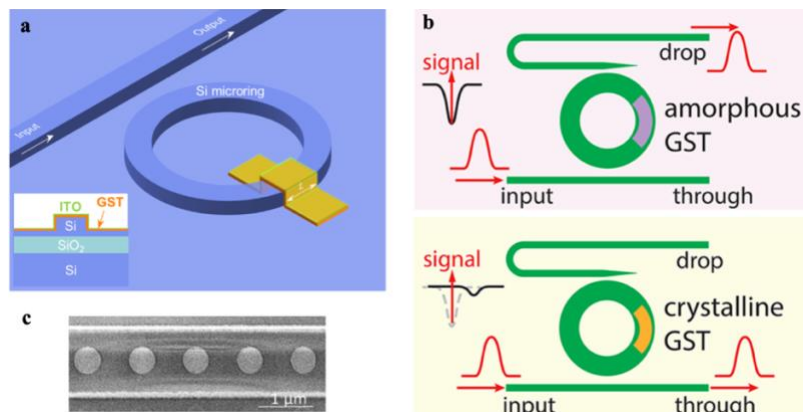 a
Output
Si microring
Input
L
ITO
GST
Si
SiO₂
Si
b
drop
signal
amorphous
GST
input
through
drop
signal
crystalline
GST
input
through
c
1 μm